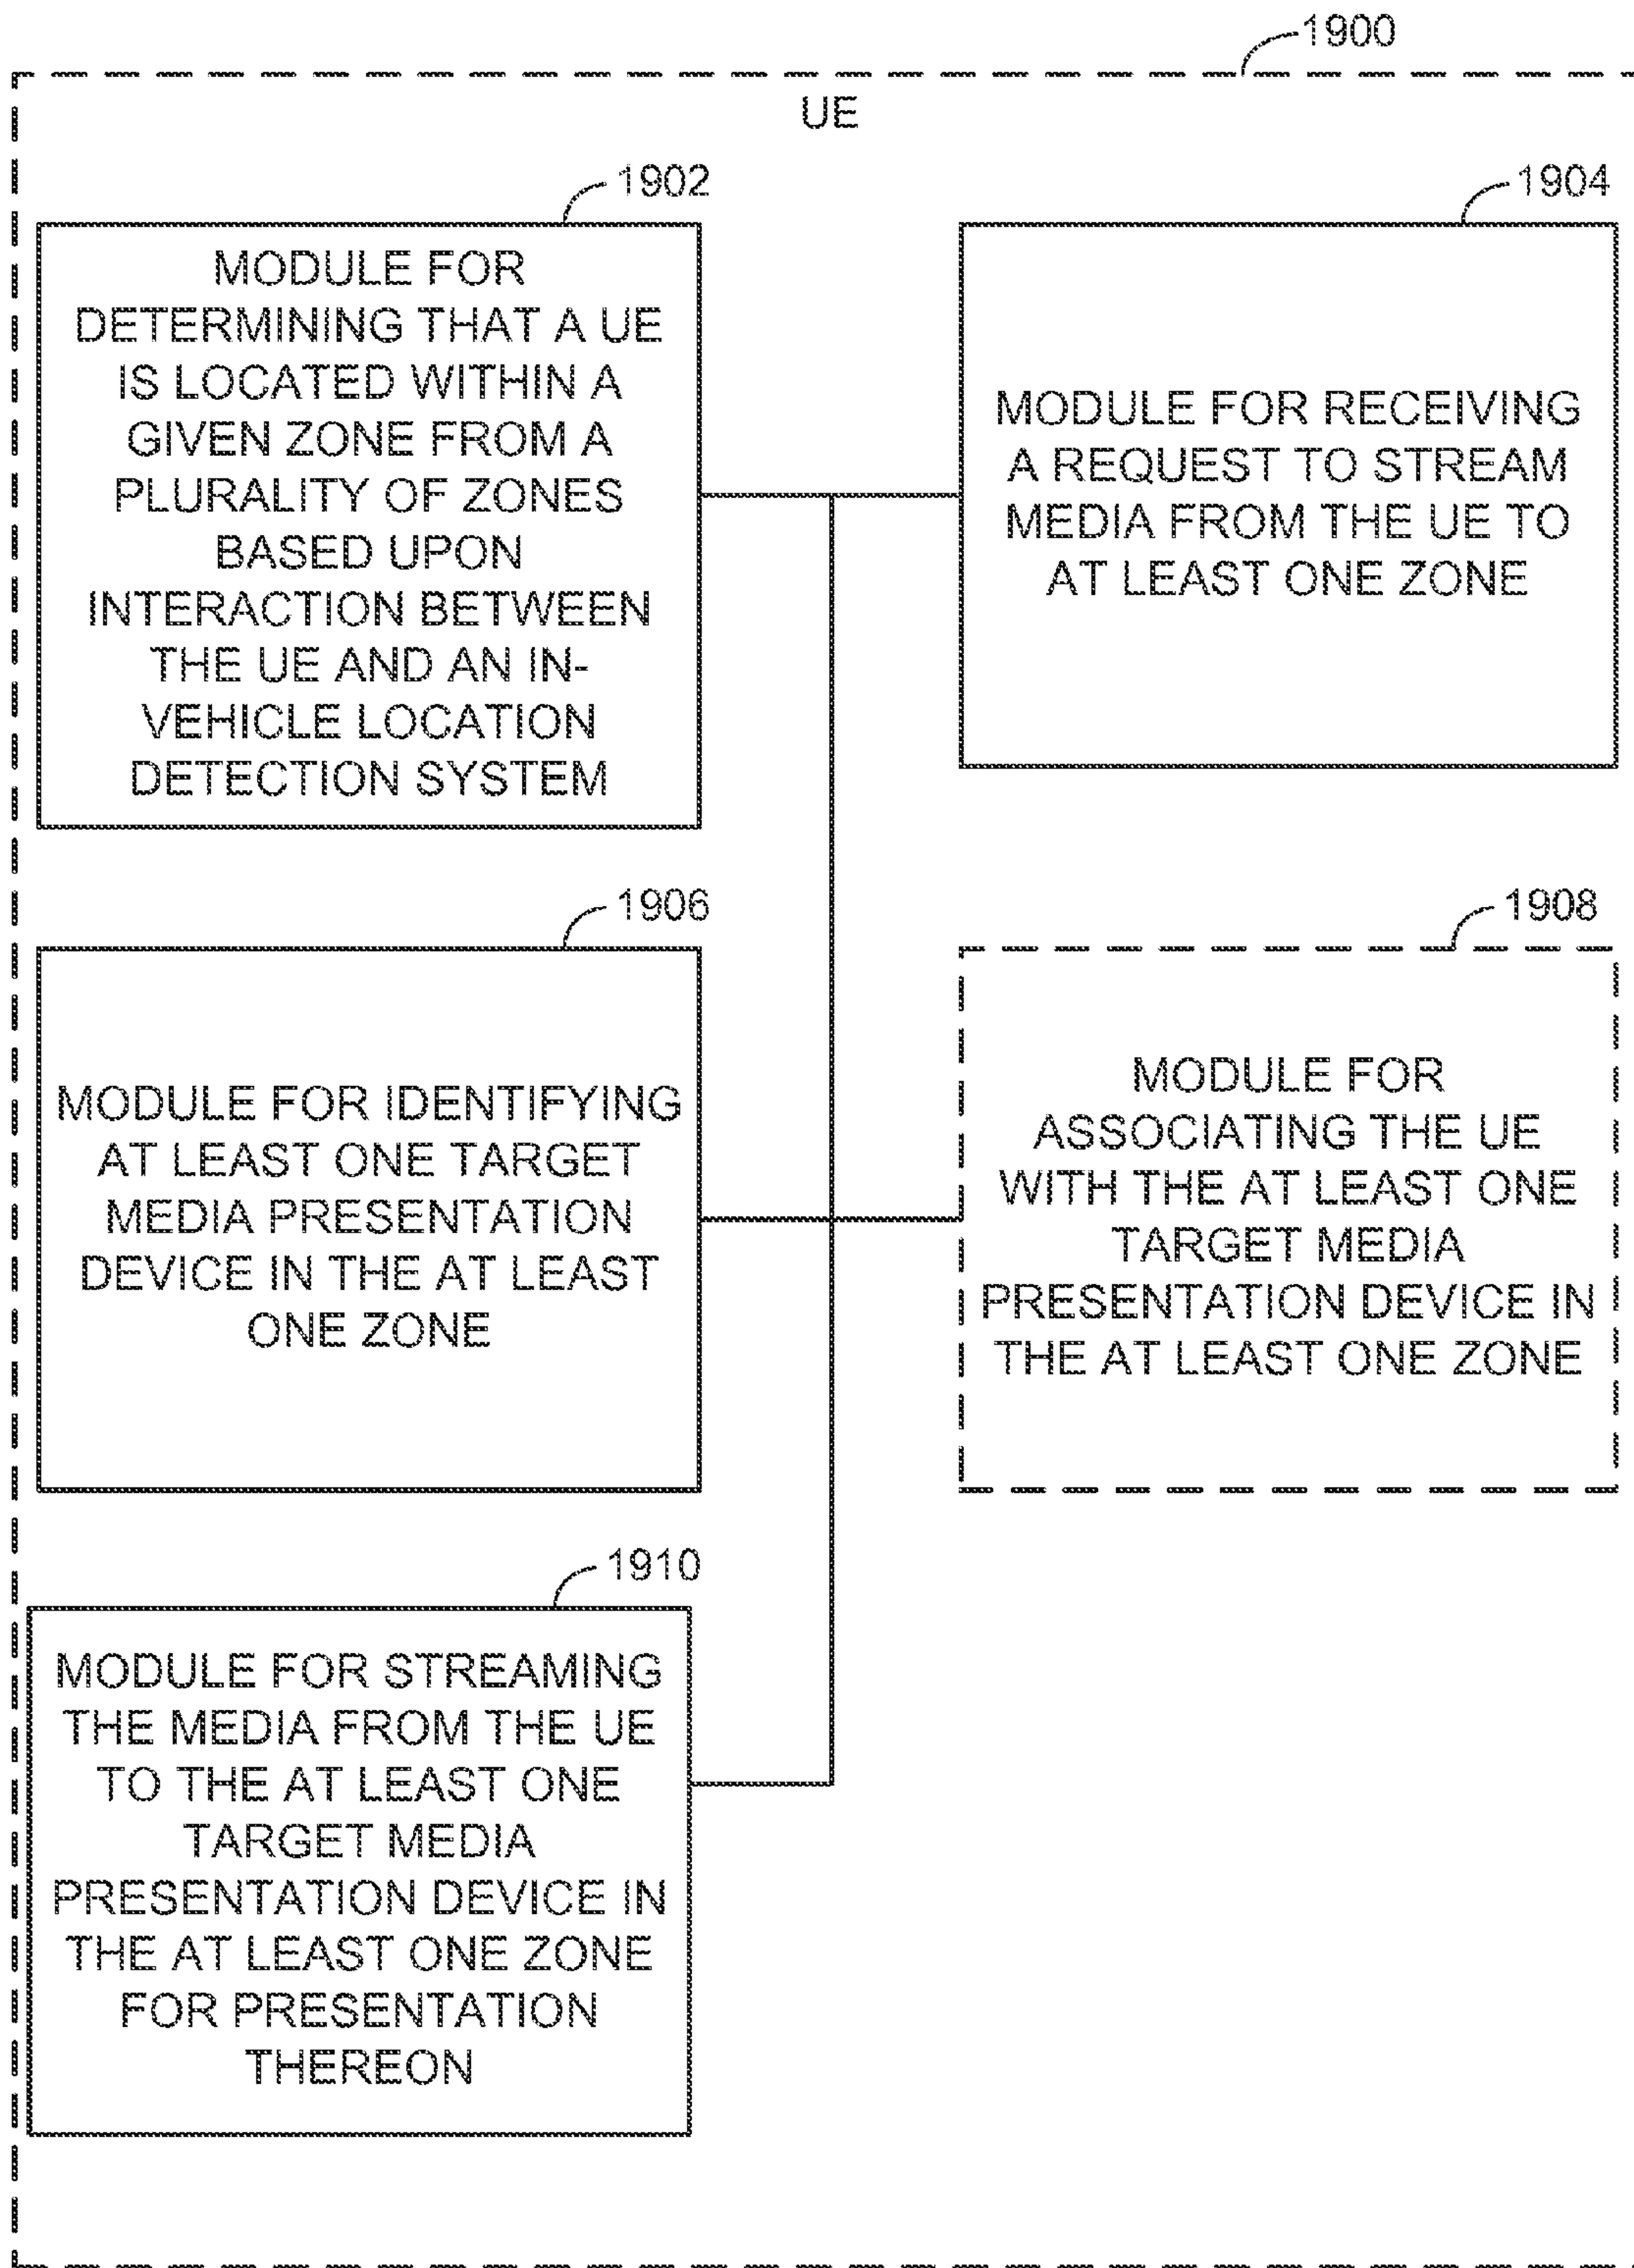 1900
UE
1902
MODULE FOR
DETERMINING THAT A UE
IS LOCATED WITHIN A
GIVEN ZONE FROM A
PLURALITY OF ZONES
BASED UPON
INTERACTION BETWEEN
THE UE AND AN IN-
VEHICLE LOCATION
DETECTION SYSTEM
1904
MODULE FOR RECEIVING
A REQUEST TO STREAM
MEDIA FROM THE UE TO
AT LEAST ONE ZONE
1906
MODULE FOR IDENTIFYING
AT LEAST ONE TARGET
MEDIA PRESENTATION
DEVICE IN THE AT LEAST
ONE ZONE
1908
MODULE FOR
ASSOCIATING THE UE
WITH THE AT LEAST ONE
TARGET MEDIA
PRESENTATION DEVICE IN
THE AT LEAST ONE ZONE
1910
MODULE FOR STREAMING
THE MEDIA FROM THE UE
TO THE AT LEAST ONE
TARGET MEDIA
PRESENTATION DEVICE IN
THE AT LEAST ONE ZONE
FOR PRESENTATION
THEREON